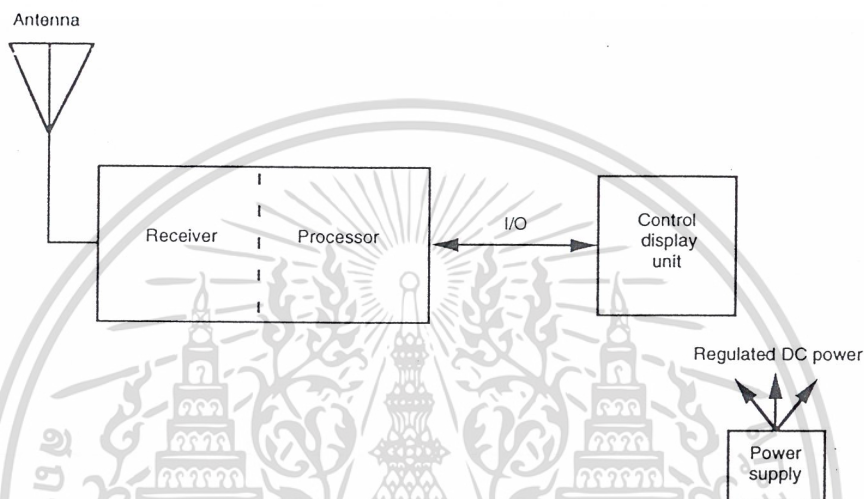 Antenna
Receiver
Processor
I/O
Control
display
unit
Regulated DC power
Power
supply